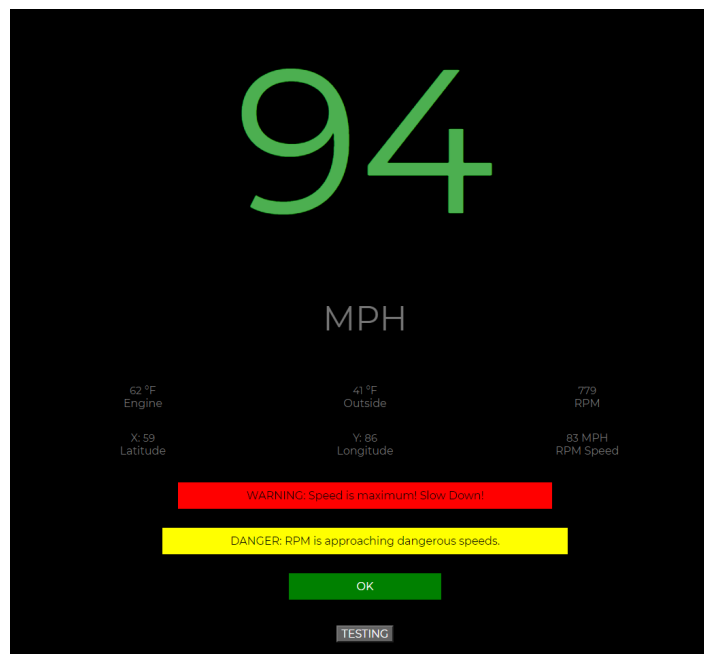 94
MPH
62 °F 41 °F 779
Engine Outside RPM
X: 59 Y: 86 83 MPH
Latitude Longitude RPM Speed
WARNING: Speed is maximum! Slow Down!
DANGER: RPM is approaching dangerous speeds.
OK
TESTING